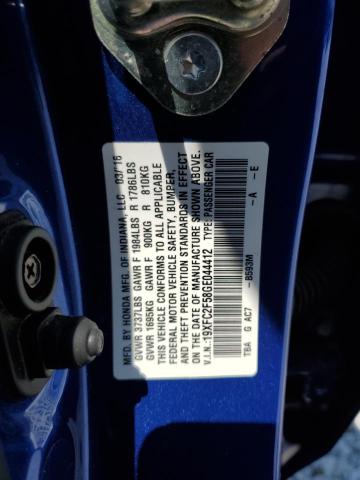 MFD. BY HONDA MFG. OF INDIANA, LLC 03/'16
GVWR 3737LBS GAWR F 1984LBS R 1786LBS
GVWR 1695KG GAWR F 900KG R 810KG
THIS VEHICLE CONFORMS TO ALL APPLICABLE
FEDERAL MOTOR VEHICLE SAFETY, BUMPER,
AND THEFT PREVENTION STANDARDS IN EFFECT
ON THE DATE OF MANUFACTURE SHOWN ABOVE.
V.I.N.:19XFC2F58GE044412 TYPE: PASSENGER CAR
-B593M -A -E
TBA G AC7